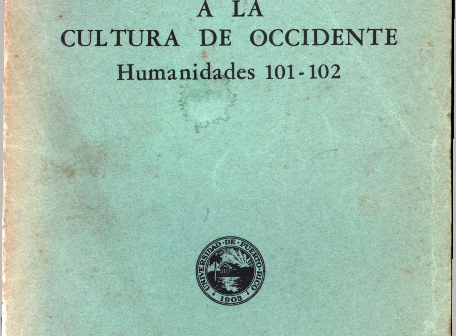 A LA
CULTURA DE OCCIDENTE
Humanidades 101-102
UNIVERSIDAD·DE·PUERTO·RICO
·1903·